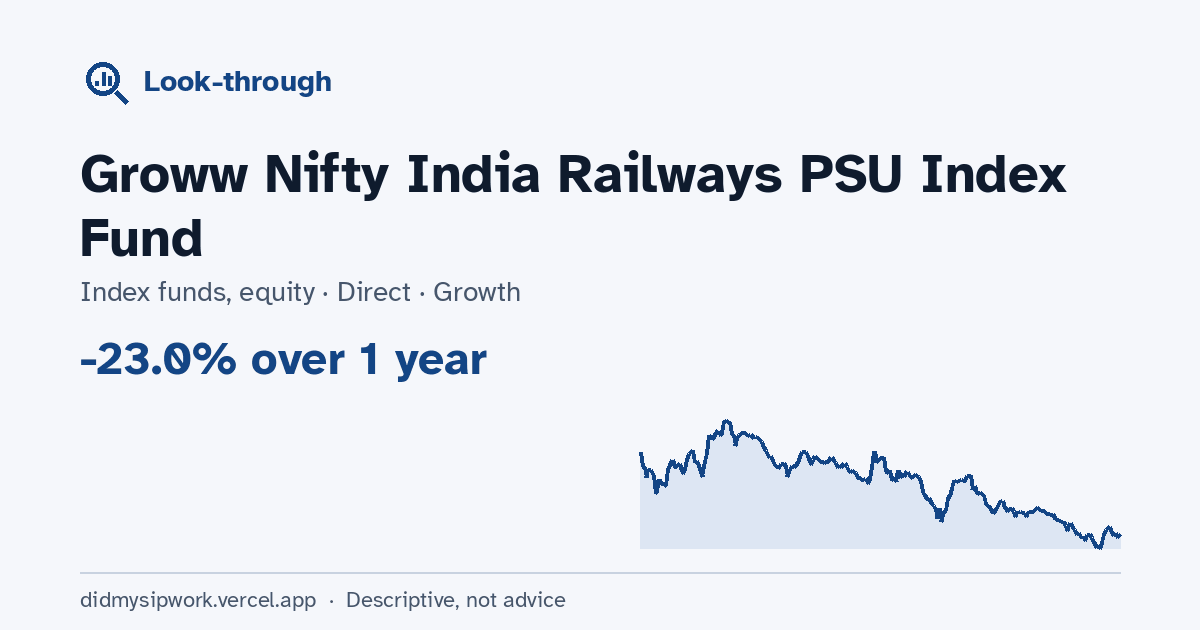 Look-through
Groww Nifty India Railways PSU Index
Fund
Index funds, equity · Direct · Growth
-23.0% over 1 year
didmysipwork.vercel.app · Descriptive, not advice